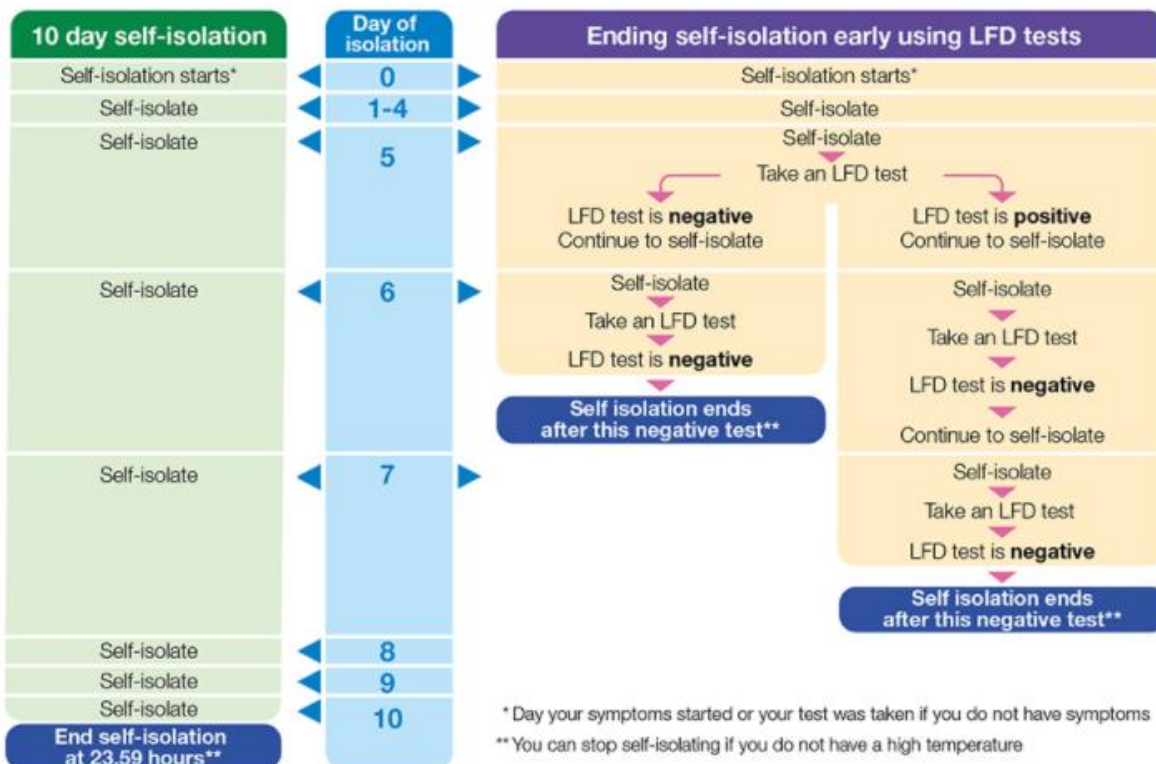 10 day self-isolation
Day of
isolation
Ending self-isolation early using LFD tests
Self-isolation starts*
0
Self-isolation starts*
Self-isolate
1-4
Self-isolate
Self-isolate
5
Self-isolate
Take an LFD test
LFD test is negative
Continue to self-isolate
LFD test is positive
Continue to self-isolate
Self-isolate
6
Self-isolate
Take an LFD test
LFD test is negative
Self isolation ends
after this negative test**
Self-isolate
Take an LFD test
LFD test is negative
Continue to self-isolate
Self-isolate
7
Self-isolate
Take an LFD test
LFD test is negative
Self isolation ends
after this negative test**
Self-isolate
8
Self-isolate
9
Self-isolate
10
End self-isolation
at 23.59 hours**
* Day your symptoms started or your test was taken if you do not have symptoms
** You can stop self-isolating if you do not have a high temperature